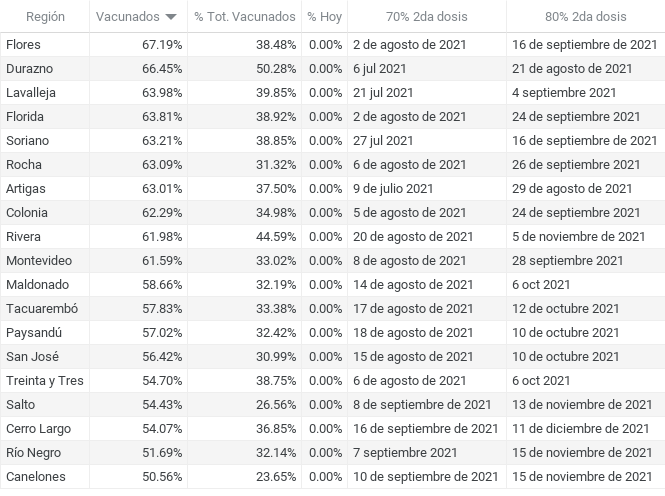 Región Vacunados % Tot. Vacunados % Hoy 70% 2da dosis 80% 2da dosis
Flores 67.19% 38.48% 0.00% 2 de agosto de 2021 16 de septiembre de 2021
Durazno 66.45% 50.28% 0.00% 6 jul 2021 21 de agosto de 2021
Lavalleja 63.98% 39.85% 0.00% 21 jul 2021 4 septiembre 2021
Florida 63.81% 38.92% 0.00% 2 de agosto de 2021 24 de septiembre 2021
Soriano 63.21% 38.85% 0.00% 27 jul 2021 16 de septiembre de 2021
Rocha 63.09% 31.32% 0.00% 6 de agosto de 2021 26 de septiembre 2021
Artigas 63.01% 37.50% 0.00% 9 de julio 2021 29 de agosto de 2021
Colonia 62.29% 34.98% 0.00% 5 de agosto de 2021 24 de septiembre 2021
Rivera 61.98% 44.59% 0.00% 20 de agosto de 2021 5 de noviembre de 2021
Montevideo 61.59% 33.02% 0.00% 8 de agosto de 2021 28 septiembre 2021
Maldonado 58.66% 32.19% 0.00% 14 de agosto de 2021 6 oct 2021
Tacuarembó 57.83% 33.38% 0.00% 17 de agosto de 2021 12 de octubre 2021
Paysandú 57.02% 32.42% 0.00% 18 de agosto de 2021 10 de octubre 2021
San José 56.42% 30.99% 0.00% 15 de agosto de 2021 10 de octubre 2021
Treinta y Tres 54.70% 38.75% 0.00% 6 de agosto de 2021 6 oct 2021
Salto 54.43% 26.56% 0.00% 8 de septiembre de 2021 13 de noviembre de 2021
Cerro Largo 54.07% 36.85% 0.00% 16 de septiembre de 2021 11 de diciembre de 2021
Río Negro 51.69% 32.14% 0.00% 7 septiembre 2021 15 de noviembre de 2021
Canelones 50.56% 23.65% 0.00% 10 de septiembre de 2021 15 de noviembre de 2021